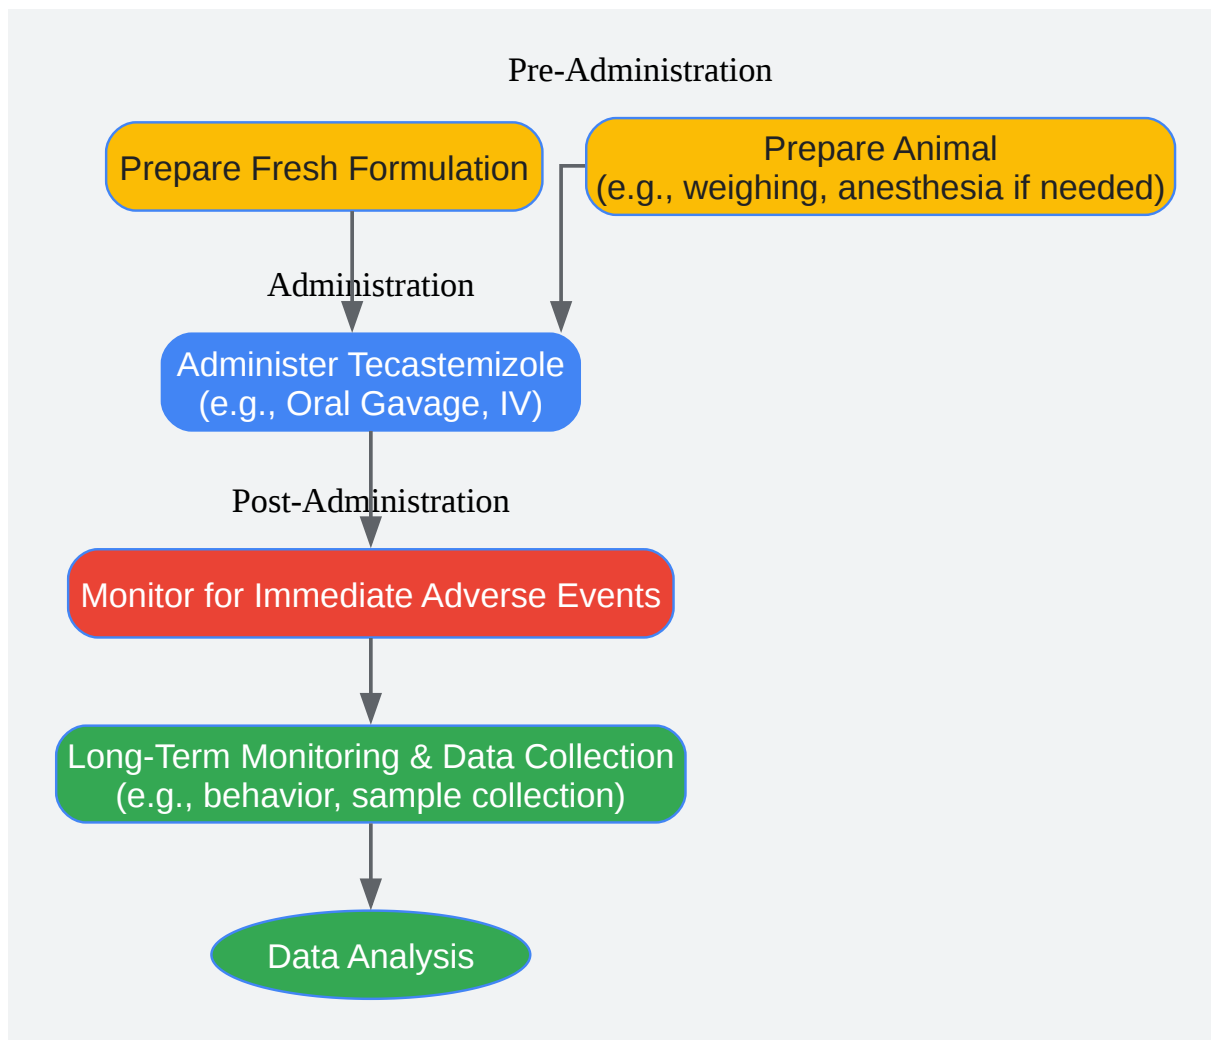 Pre-Administration
Prepare Fresh Formulation
Prepare Animal
(e.g., weighing, anesthesia if needed)
Administration
Administer Tecastemizole
(e.g., Oral Gavage, IV)
Post-Administration
Monitor for Immediate Adverse Events
Long-Term Monitoring & Data Collection
(e.g., behavior, sample collection)
Data Analysis